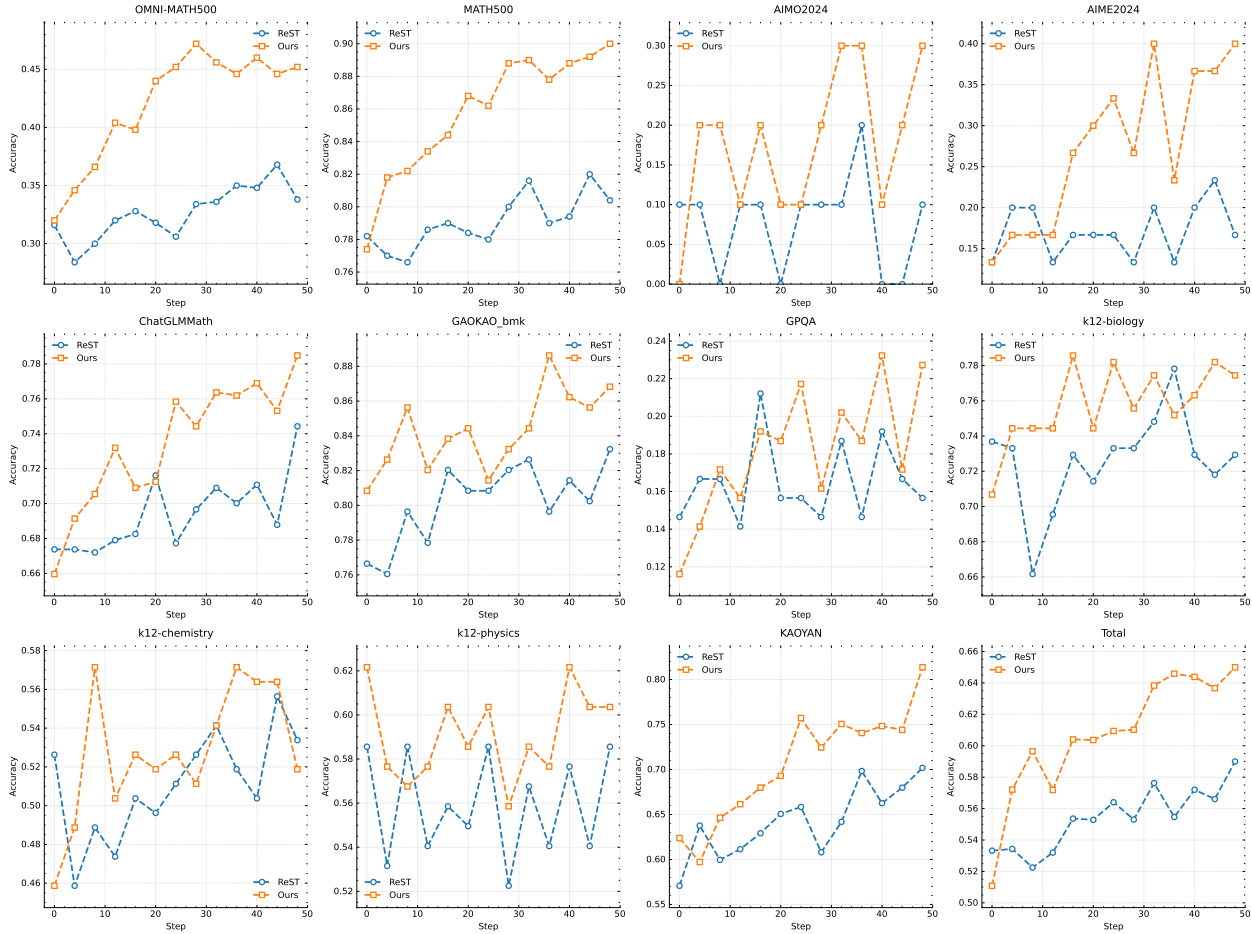 OMNI-MATH500
Accuracy
0.45
0.40
0.35
0.30
ReST
Ours
0 10 20 30 40 50
Step
MATH500
Accuracy
0.90
0.88
0.86
0.84
0.82
0.80
0.78
0.76
ReST
Ours
0 10 20 30 40 50
Step
AIMO2024
Accuracy
0.30
0.25
0.20
0.15
0.10
0.05
0.00
ReST
Ours
0 10 20 30 40 50
Step
AIME2024
Accuracy
0.40
0.35
0.30
0.25
0.20
0.15
ReST
Ours
0 10 20 30 40 50
Step
ChatGLMMath
Accuracy
0.78
0.76
0.74
0.72
0.70
0.68
0.66
ReST
Ours
0 10 20 30 40 50
Step
GAOKAO_bmk
Accuracy
0.88
0.86
0.84
0.82
0.80
0.78
0.76
ReST
Ours
0 10 20 30 40 50
Step
GPQA
Accuracy
0.24
0.22
0.20
0.18
0.16
0.14
0.12
ReST
Ours
0 10 20 30 40 50
Step
k12-biology
Accuracy
0.78
0.76
0.74
0.72
0.70
0.68
0.66
ReST
Ours
0 10 20 30 40 50
Step
k12-chemistry
Accuracy
0.58
0.56
0.54
0.52
0.50
0.48
0.46
ReST
Ours
0 10 20 30 40 50
Step
k12-physics
Accuracy
0.62
0.60
0.58
0.56
0.54
0.52
ReST
Ours
0 10 20 30 40 50
Step
KAOYAN
Accuracy
0.80
0.75
0.70
0.65
0.60
0.55
ReST
Ours
0 10 20 30 40 50
Step
Total
Accuracy
0.66
0.64
0.62
0.60
0.58
0.56
0.54
0.52
0.50
ReST
Ours
0 10 20 30 40 50
Step